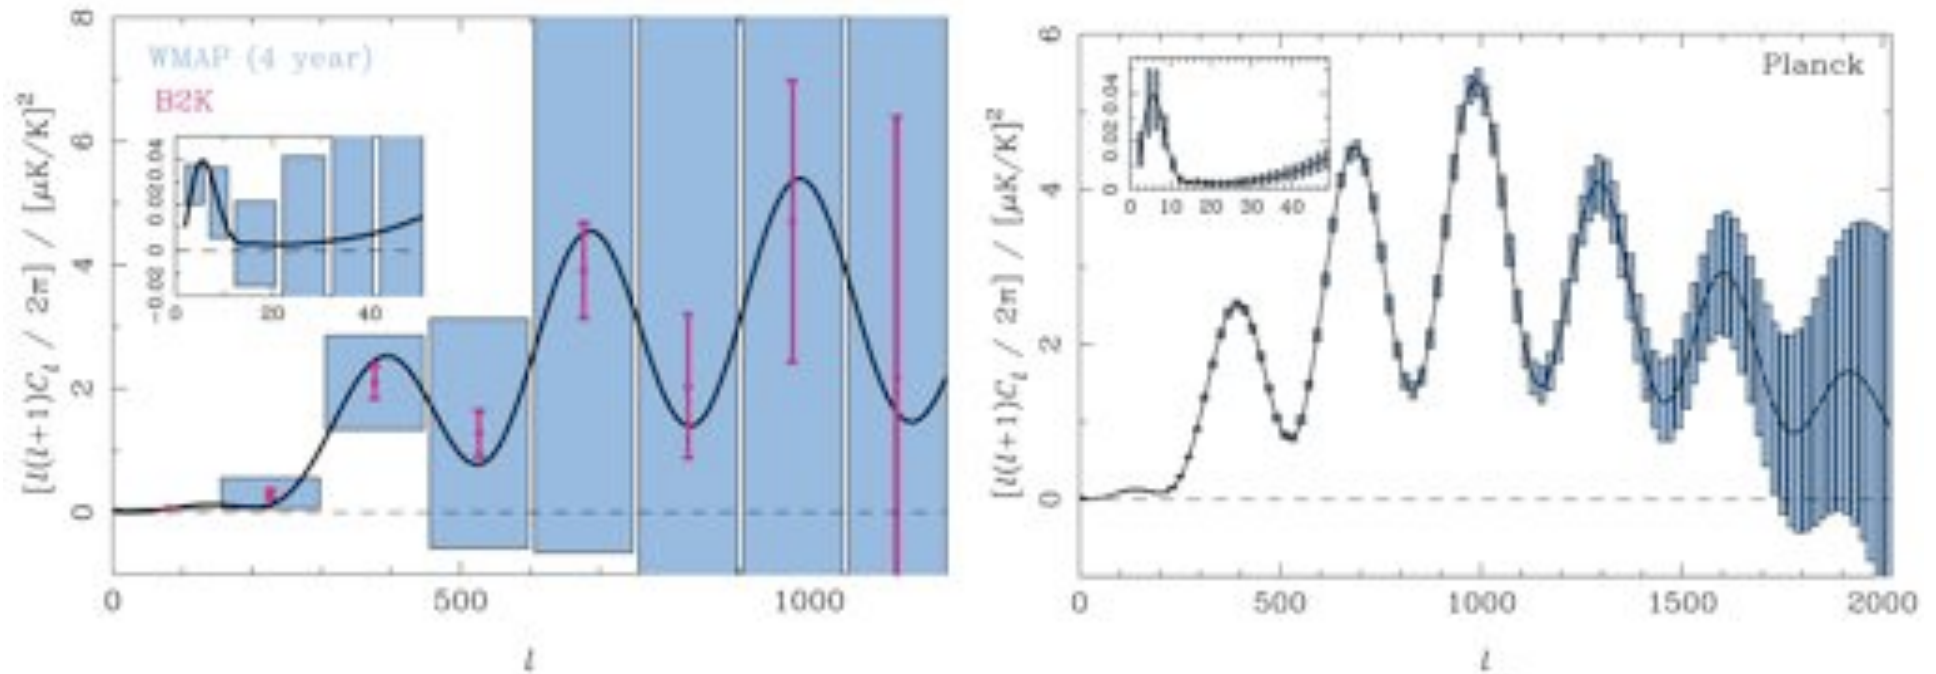 WMAP (4 year)
B2K
[l(l+1)C_l / 2π] / [μK/K]²
8
6
4
2
0
0.04
0.02
0
-0.02
0 20 40
0 500 1000
l
Planck
[l(l+1)C_l / 2π] / [μK/K]²
6
4
2
0
0.04
0.02
0
0 10 20 30 40
0 500 1000 1500 2000
l